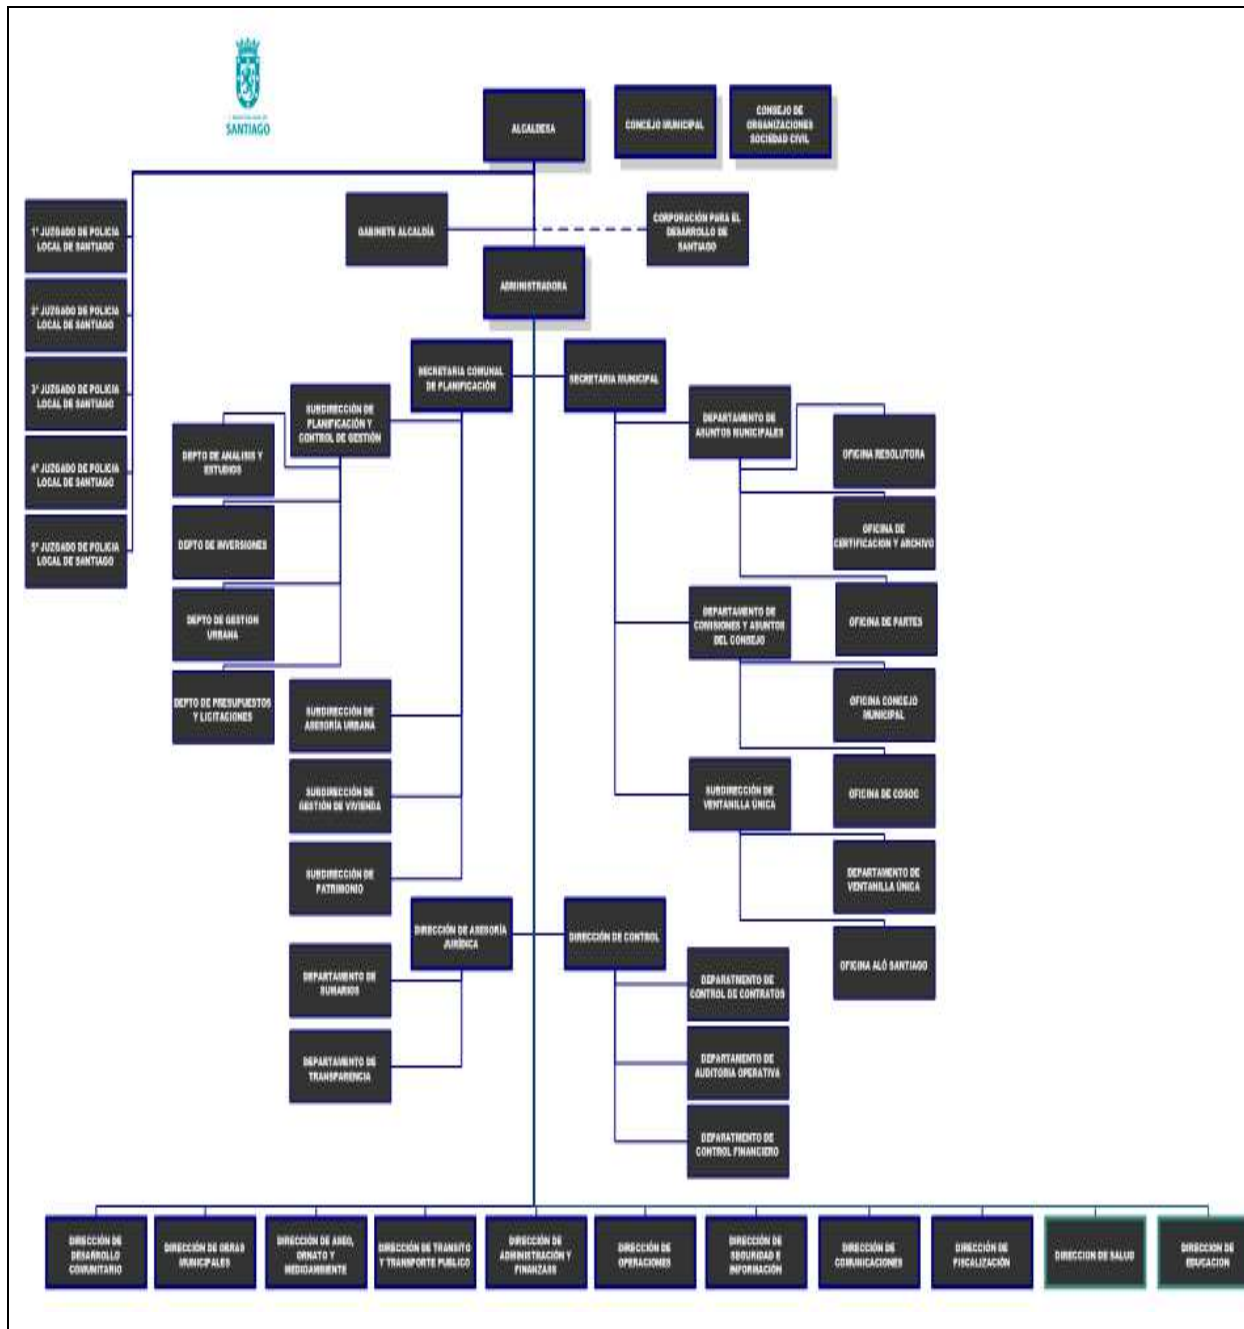 SANTIAGO
ALCALDESA
CONCEJO MUNICIPAL
CONSEJO DE
ORGANIZACIONES
SOCIEDAD CIVIL
GABINETE ALCALDÍA
CORPORACIÓN PARA EL
DESARROLLO DE
SANTIAGO
ADMINISTRADORA
1º JUZGADO DE POLICIA
LOCAL DE SANTIAGO
2º JUZGADO DE POLICIA
LOCAL DE SANTIAGO
3º JUZGADO DE POLICIA
LOCAL DE SANTIAGO
4º JUZGADO DE POLICIA
LOCAL DE SANTIAGO
5º JUZGADO DE POLICIA
LOCAL DE SANTIAGO
SECRETARIA COMUNAL
DE PLANIFICACIÓN
SECRETARIA MUNICIPAL
SUBDIRECCIÓN DE
PLANIFICACIÓN Y
CONTROL DE GESTIÓN
DEPTO DE ANALISIS Y
ESTUDIOS
DEPTO DE INVERSIONES
DEPTO DE GESTION
URBANA
DEPTO DE PRESUPUESTOS
Y LICITACIONES
SUBDIRECCIÓN DE
ASESORÍA URBANA
SUBDIRECCIÓN DE
GESTIÓN DE VIVIENDA
SUBDIRECCIÓN DE
PATRIMONIO
DEPARTAMENTO DE
ASUNTOS MUNICIPALES
OFICINA RESOLUTORA
OFICINA DE
CERTIFICACION Y ARCHIVO
OFICINA DE PARTES
DEPARTAMENTO DE
COMISIONES Y ASUNTOS
DEL CONSEJO
OFICINA CONCEJO
MUNICIPAL
OFICINA DE COSOC
SUBDIRECCIÓN DE
VENTANILLA ÚNICA
DEPARTAMENTO DE
VENTANILLA ÚNICA
OFICINA ALÓ SANTIAGO
DIRECCIÓN DE ASESORÍA
JURÍDICA
DIRECCIÓN DE CONTROL
DEPARTAMENTO DE
SUMARIOS
DEPARTAMENTO DE
TRANSPARENCIA
DEPARATMENTO DE
CONTROL DE CONTRATOS
DEPARTAMENTO DE
AUDITORIA OPERATIVA
DEPARATMENTO DE
CONTROL FINANCIERO
DIRECCIÓN DE
DESARROLLO
COMUNITARIO
DIRECCIÓN DE OBRAS
MUNICIPALES
DIRECCIÓN DE ASEO,
ORNATO Y
MEDIOAMBIENTE
DIRECCIÓN DE TRANSITO
Y TRANSPORTE PUBLICO
DIRECCIÓN DE
ADMINISTRACIÓN Y
FINANZASS
DIRECCIÓN DE
OPERACIONES
DIRECCIÓN DE
SEGURIDAD E
INFORMACIÓN
DIRECCIÓN DE
COMUNICACIONES
DIRECCIÓN DE
FISCALIZACIÓN
DIRECCION DE SALUD
DIRECCION DE
EDUCACION